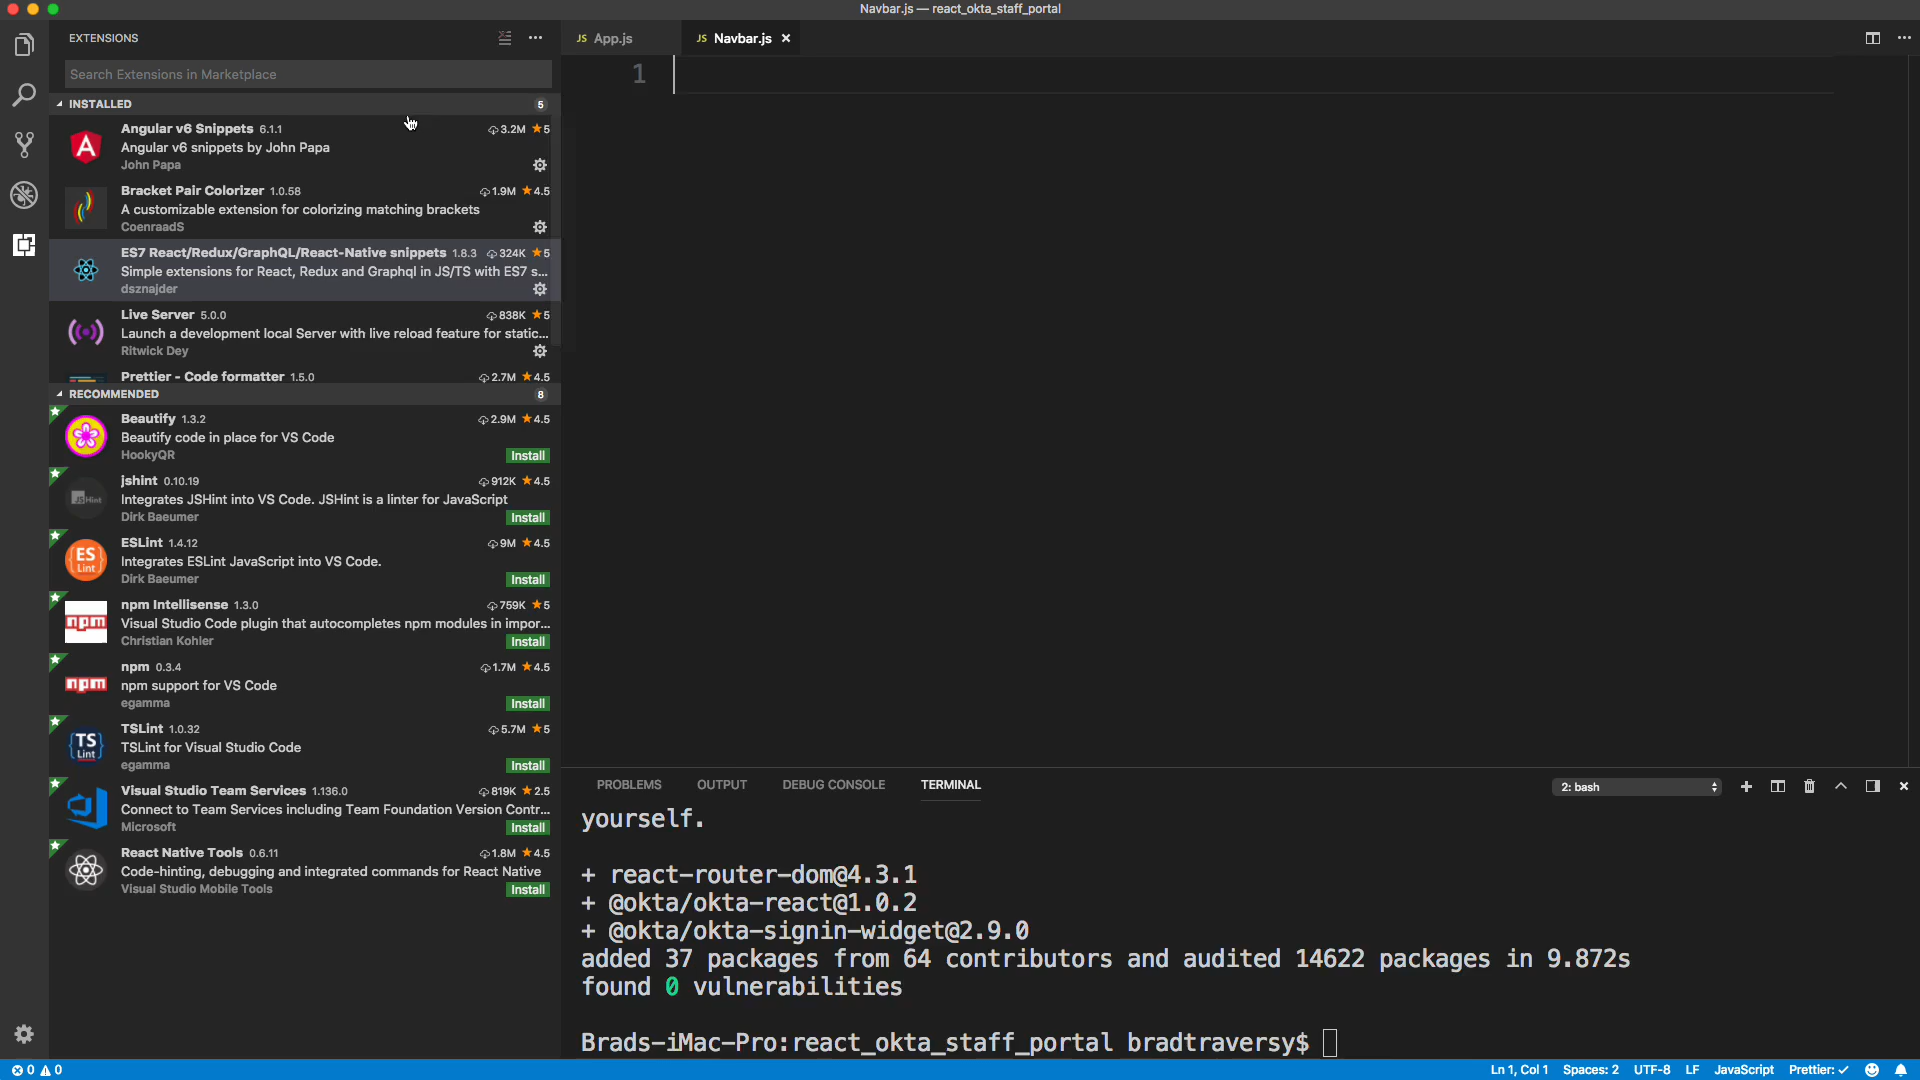 Navbar.js — react_okta_staff_portal
EXTENSIONS
Search Extensions in Marketplace
INSTALLED 5
Angular v6 Snippets 6.1.1 3.2M 5
Angular v6 snippets by John Papa
John Papa
Bracket Pair Colorizer 1.0.58 1.9M 4.5
A customizable extension for colorizing matching brackets
CoenraadS
ES7 React/Redux/GraphQL/React-Native snippets 1.8.3 324K 5
Simple extensions for React, Redux and Graphql in JS/TS with ES7 s...
dsznajder
Live Server 5.0.0 838K 5
Launch a development local Server with live reload feature for static...
Ritwick Dey
Prettier - Code formatter 1.5.0 2.7M 4.5
RECOMMENDED 8
Beautify 1.3.2 2.9M 4.5
Beautify code in place for VS Code
HookyQR Install
jshint 0.10.19 912K 4.5
JSHint
Integrates JSHint into VS Code. JSHint is a linter for JavaScript
Dirk Baeumer Install
ESLint 1.4.12 9M 4.5
ES
Lint
Integrates ESLint JavaScript into VS Code.
Dirk Baeumer Install
npm Intellisense 1.3.0 759K 5
npm
Visual Studio Code plugin that autocompletes npm modules in impor...
Christian Kohler Install
npm 0.3.4 1.7M 4.5
npm
npm support for VS Code
egamma Install
TSLint 1.0.32 5.7M 5
TS
Lint
TSLint for Visual Studio Code
egamma Install
Visual Studio Team Services 1.136.0 819K 2.5
Connect to Team Services including Team Foundation Version Contr...
Microsoft Install
React Native Tools 0.6.11 1.8M 4.5
Code-hinting, debugging and integrated commands for React Native
Visual Studio Mobile Tools Install
JS App.js JS Navbar.js
1
PROBLEMS OUTPUT DEBUG CONSOLE TERMINAL 2: bash
yourself.
+ react-router-dom@4.3.1
+ @okta/okta-react@1.0.2
+ @okta/okta-signin-widget@2.9.0
added 37 packages from 64 contributors and audited 14622 packages in 9.872s
found 0 vulnerabilities
Brads-iMac-Pro:react_okta_staff_portal bradtraversy$
0 0 Ln 1, Col 1 Spaces: 2 UTF-8 LF JavaScript Prettier: ✓